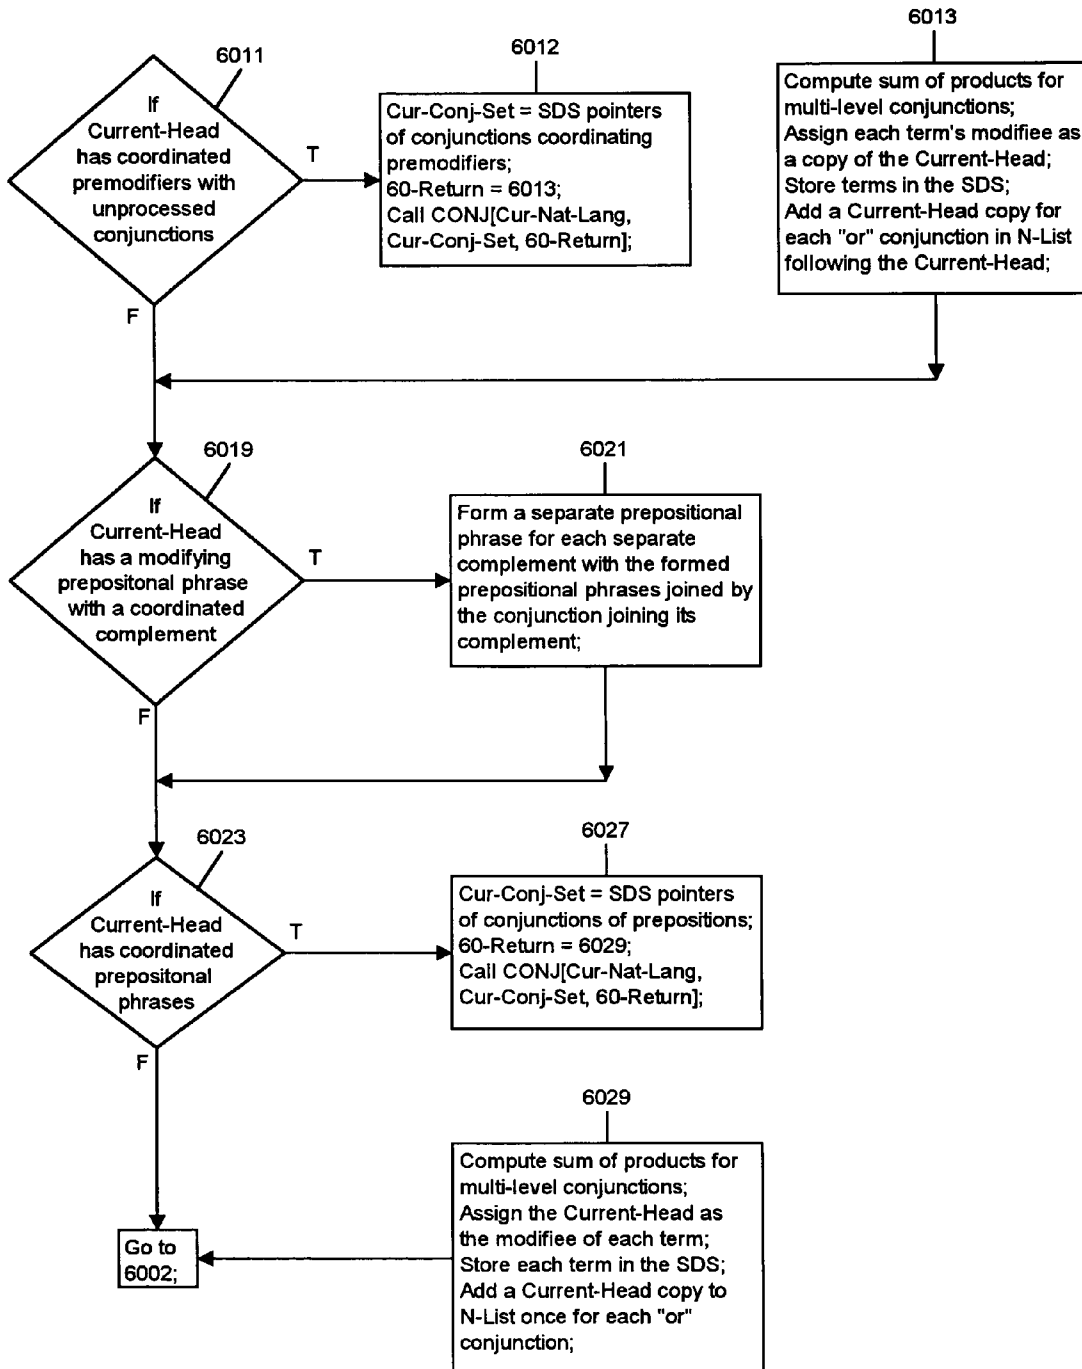 6011
If
Current-Head
has coordinated
premodifiers with
unprocessed
conjunctions
T
F
6012
Cur-Conj-Set = SDS pointers
of conjunctions coordinating
premodifiers;
60-Return = 6013;
Call CONJ[Cur-Nat-Lang,
Cur-Conj-Set, 60-Return];
6013
Compute sum of products for
multi-level conjunctions;
Assign each term's modifiee as
a copy of the Current-Head;
Store terms in the SDS;
Add a Current-Head copy for
each "or" conjunction in N-List
following the Current-Head;
6019
If
Current-Head
has a modifying
prepositonal phrase
with a coordinated
complement
T
F
6021
Form a separate prepositional
phrase for each separate
complement with the formed
prepositional phrases joined by
the conjunction joining its
complement;
6023
If
Current-Head
has coordinated
prepositonal
phrases
T
F
6027
Cur-Conj-Set = SDS pointers
of conjunctions of prepositions;
60-Return = 6029;
Call CONJ[Cur-Nat-Lang,
Cur-Conj-Set, 60-Return];
6029
Compute sum of products for
multi-level conjunctions;
Assign the Current-Head as
the modifiee of each term;
Store each term in the SDS;
Add a Current-Head copy to
N-List once for each "or"
conjunction;
Go to
6002;